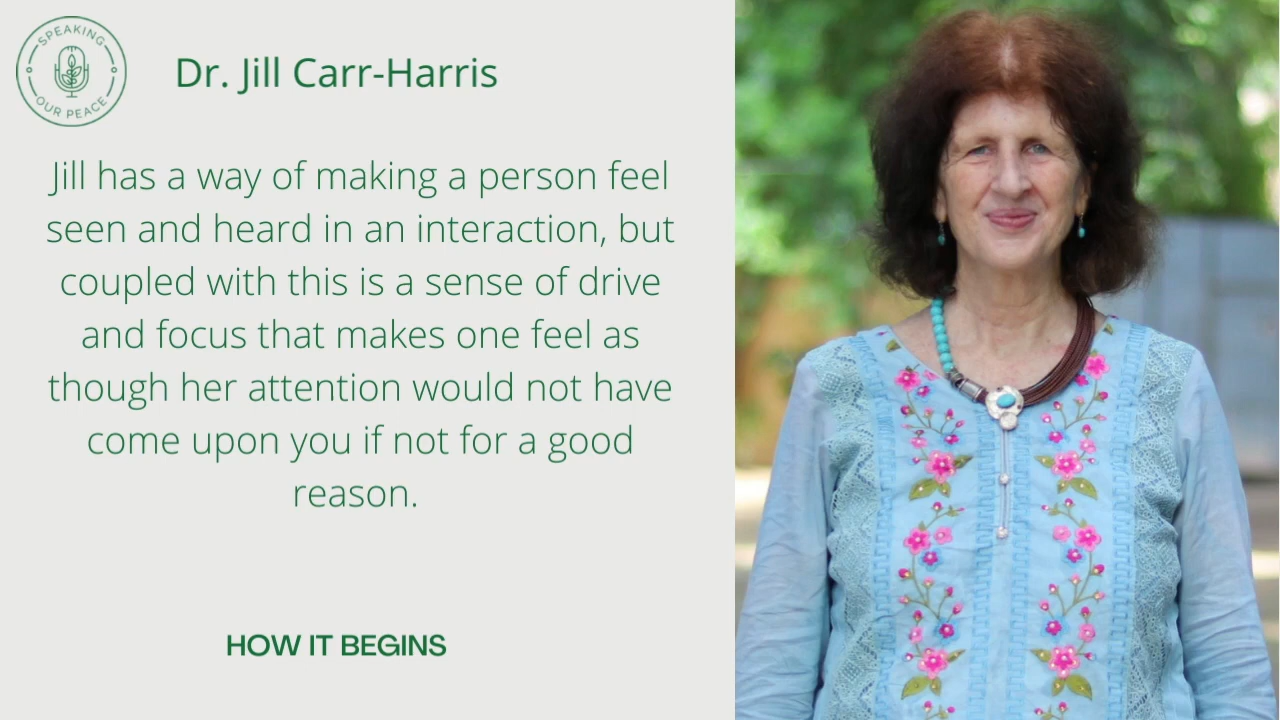 SPEAKING
OUR PEACE
Dr. Jill Carr-Harris
Jill has a way of making a person feel
seen and heard in an interaction, but
coupled with this is a sense of drive
and focus that makes one feel as
though her attention would not have
come upon you if not for a good
reason.
HOW IT BEGINS